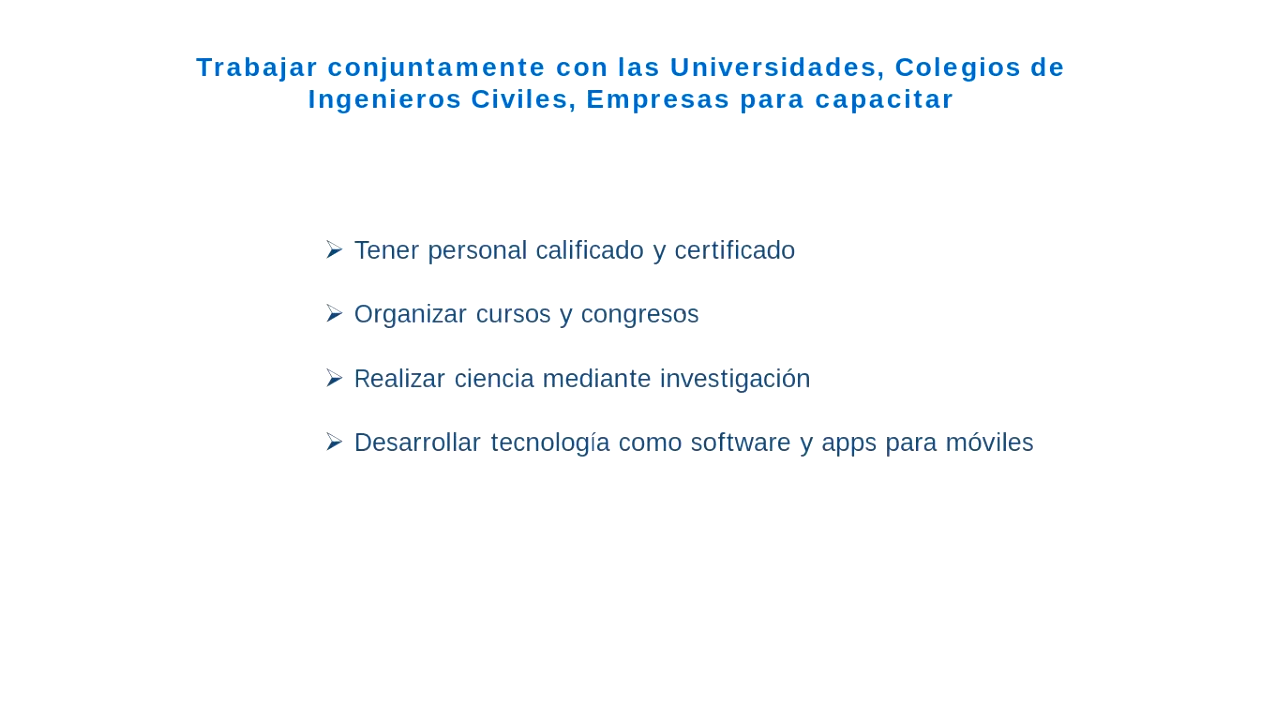 Trabajar conjuntamente con las Universidades, Colegios de
Ingenieros Civiles, Empresas para capacitar
➢ Tener personal calificado y certificado
➢ Organizar cursos y congresos
➢ Realizar ciencia mediante investigación
➢ Desarrollar tecnología como software y apps para móviles